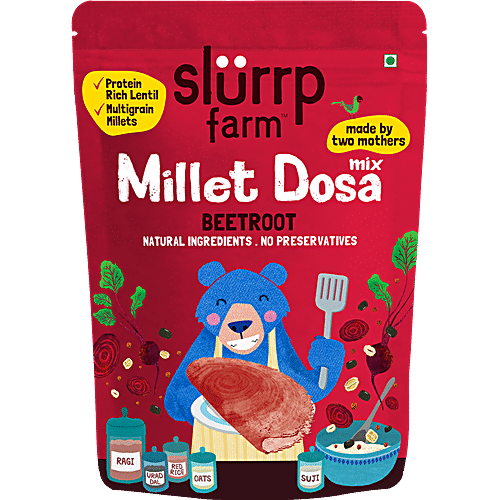 ✓ Protein
Rich Lentil
✓ Multigrain
Millets
slürrp
farm™
made by
two mothers
Millet Dosa
mix
BEETROOT
NATURAL INGREDIENTS . NO PRESERVATIVES
RAGI
URAD
DAL
RED
RICE
OATS
SUJI